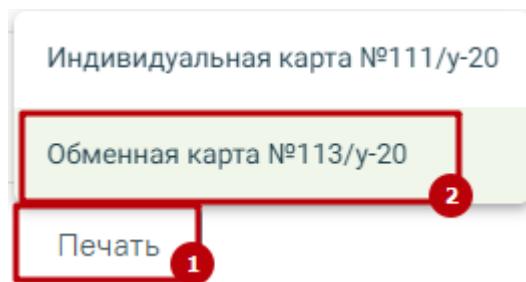 Индивидуальная карта №111/у-20
Обменная карта №113/у-20
2
Печать
1